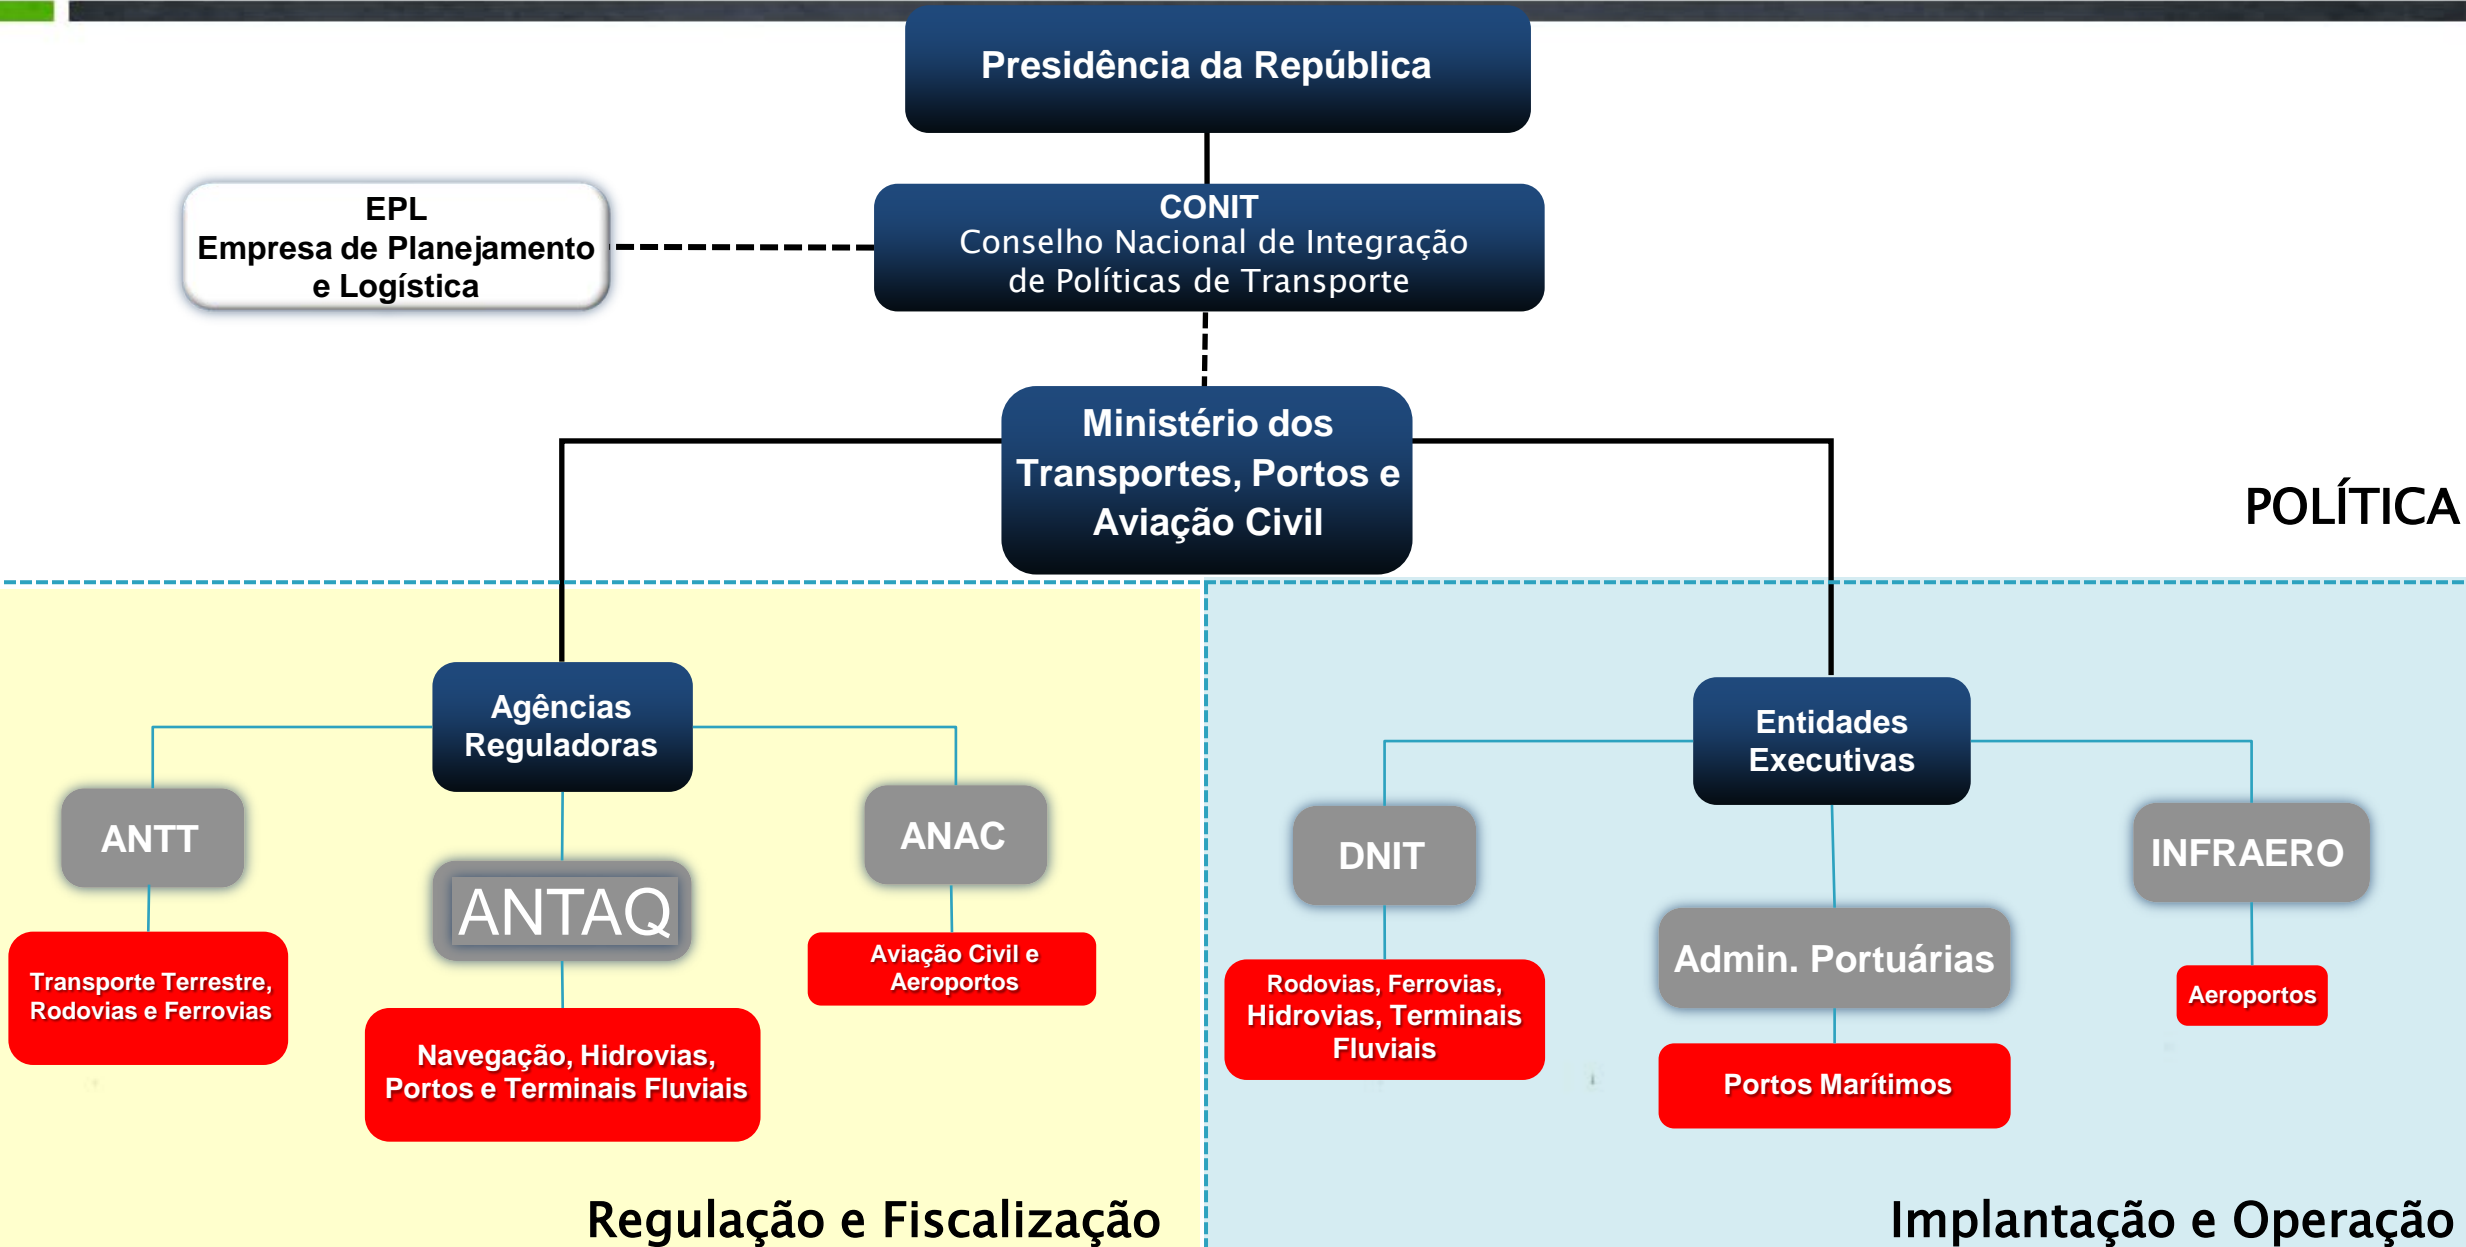 Presidência da República
EPL
Empresa de Planejamento
e Logística
CONIT
Conselho Nacional de Integração
de Políticas de Transporte
Ministério dos
Transportes, Portos e
Aviação Civil
POLÍTICA
Agências
Reguladoras
ANTT
ANTAQ
ANAC
Transporte Terrestre,
Rodovias e Ferrovias
Navegação, Hidrovias,
Portos e Terminais Fluviais
Aviação Civil e
Aeroportos
Regulação e Fiscalização
Entidades
Executivas
DNIT
Admin. Portuárias
INFRAERO
Rodovias, Ferrovias,
Hidrovias, Terminais
Fluviais
Portos Marítimos
Aeroportos
Implantação e Operação